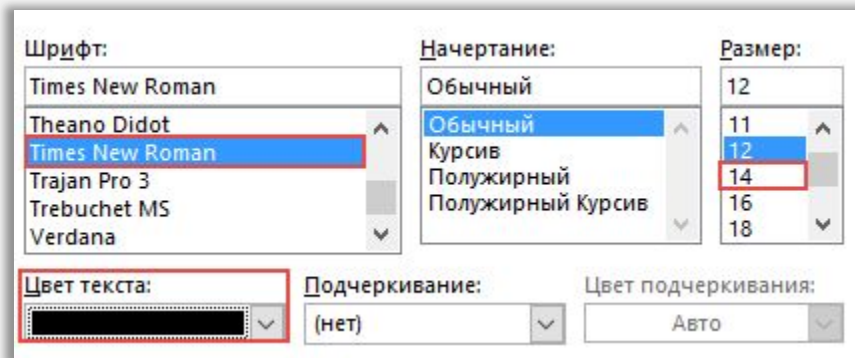 Шрифт: Начертание: Размер:
Times New Roman Обычный 12
Theano Didot Обычный 11
Times New Roman Курсив 12
Trajan Pro 3 Полужирный 14
Trebuchet MS Полужирный Курсив 16
Verdana 18
Цвет текста: Подчеркивание: Цвет подчеркивания:
(нет) Авто